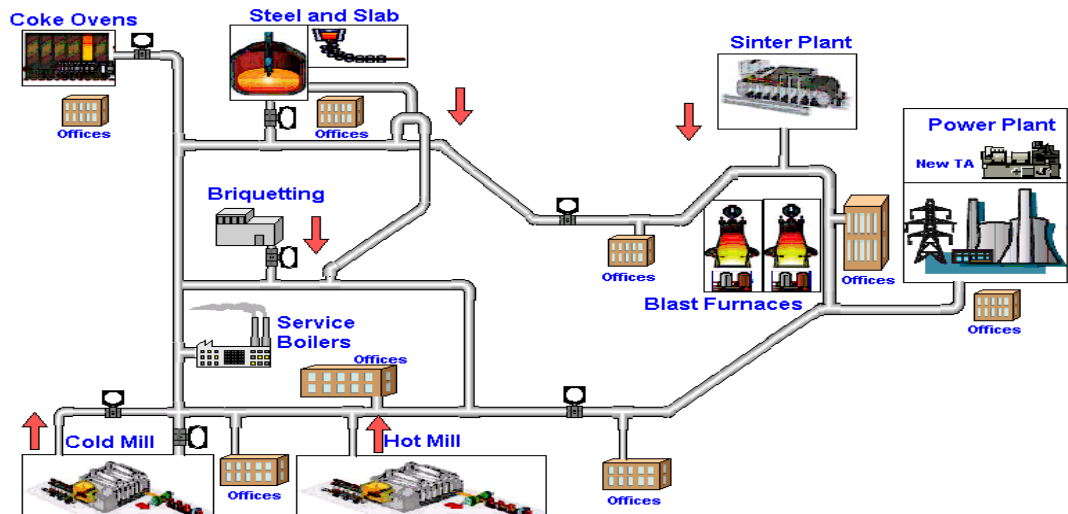 Coke Ovens
Steel and Slab
Sinter Plant
Offices
Offices
Power Plant
New TA
Briquetting
Offices
Offices
Blast Furnaces
Offices
Service
Boilers
Offices
Cold Mill
Hot Mill
Offices
Offices